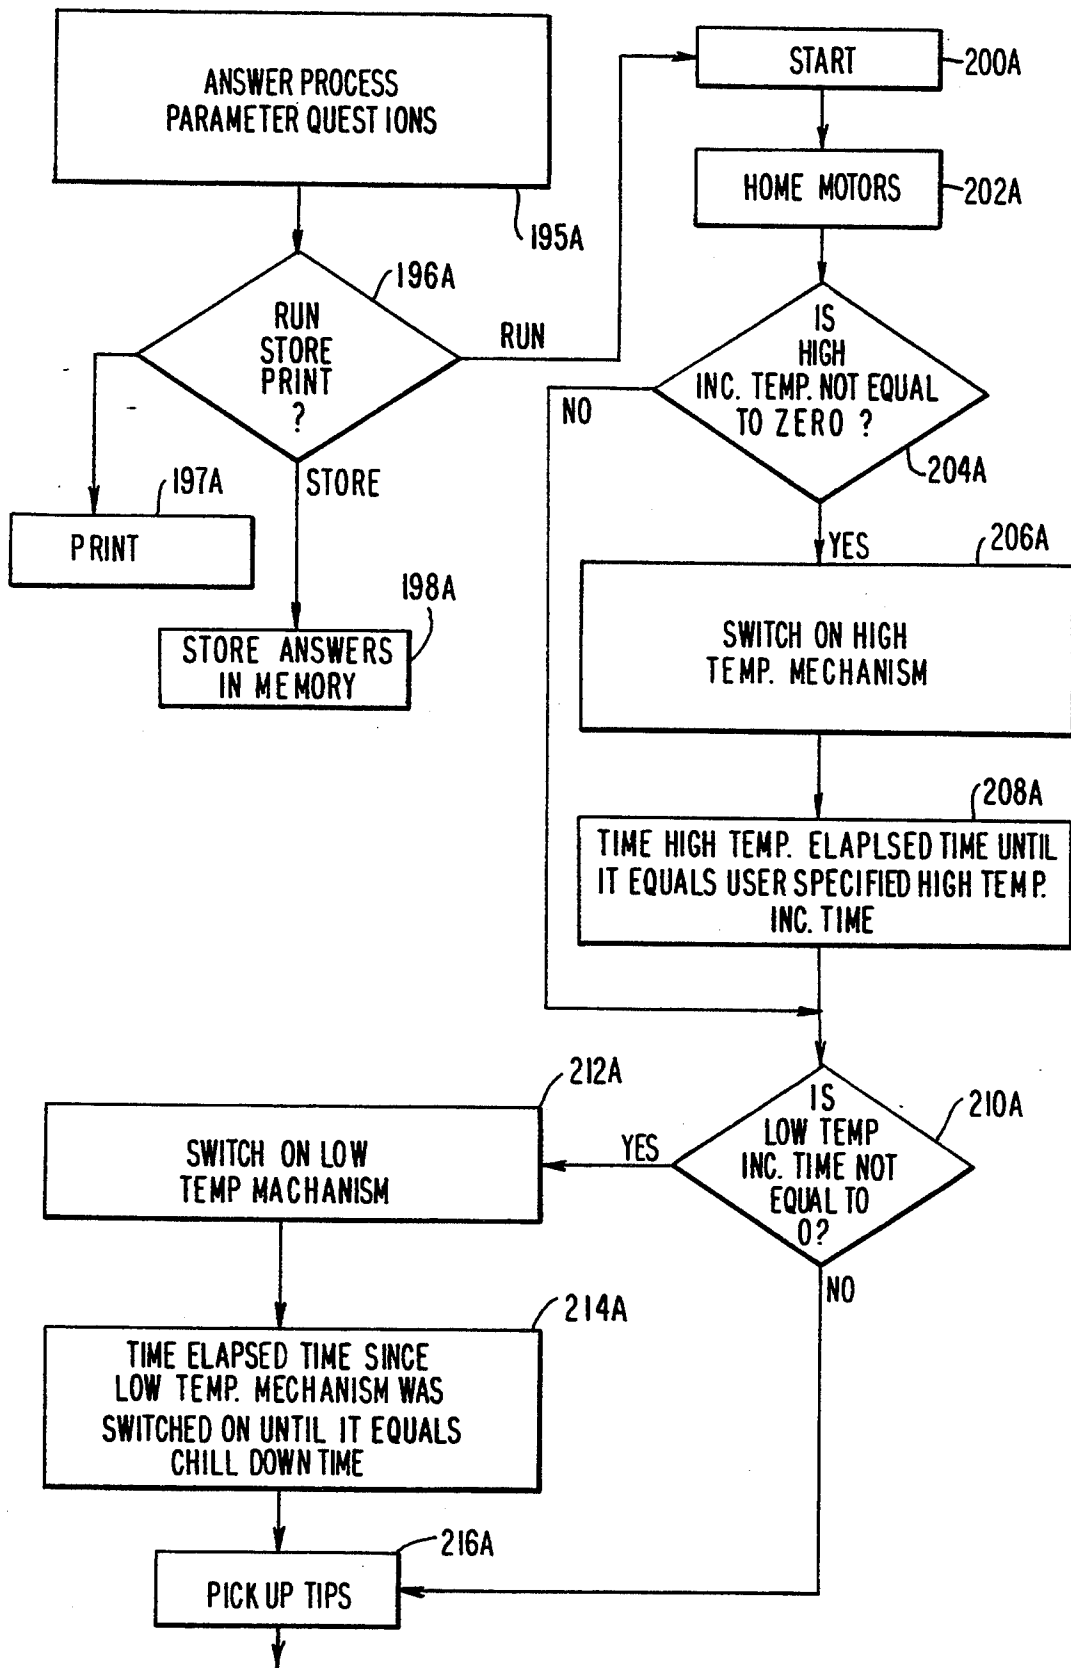 ANSWER PROCESS
PARAMETER QUESTIONS
195A
196A
RUN
STORE
PRINT
?
RUN
STORE
197A
PRINT
198A
STORE ANSWERS
IN MEMORY
START
200A
HOME MOTORS
202A
IS
HIGH
INC. TEMP. NOT EQUAL
TO ZERO ?
NO
204A
YES
206A
SWITCH ON HIGH
TEMP. MECHANISM
208A
TIME HIGH TEMP. ELAPLSED TIME UNTIL
IT EQUALS USER SPECIFIED HIGH TEMP.
INC. TIME
210A
IS
LOW TEMP
INC. TIME NOT
EQUAL TO
0?
YES
NO
212A
SWITCH ON LOW
TEMP MACHANISM
214A
TIME ELAPSED TIME SINCE
LOW TEMP. MECHANISM WAS
SWITCHED ON UNTIL IT EQUALS
CHILL DOWN TIME
216A
PICK UP TIPS